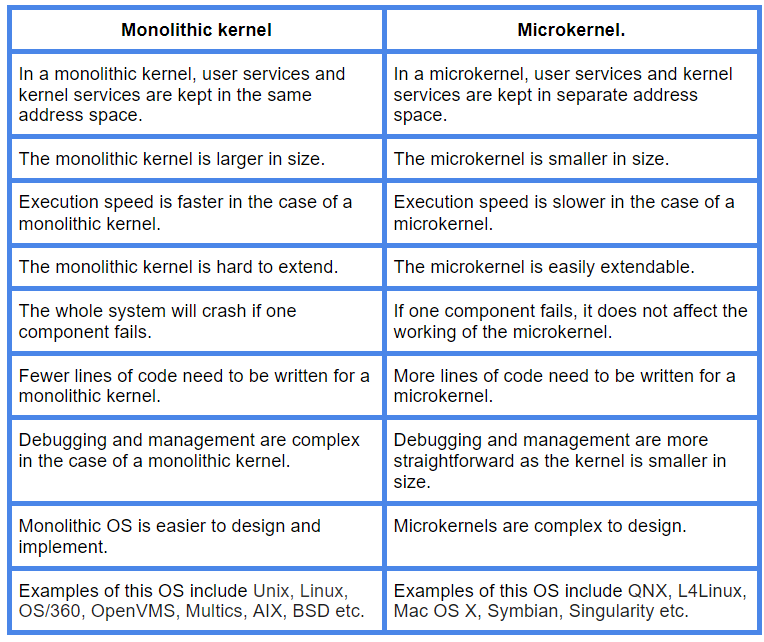 Monolithic kernel
Microkernel.
In a monolithic kernel, user services and
kernel services are kept in the same
address space.
In a microkernel, user services and kernel
services are kept in separate address
space.
The monolithic kernel is larger in size.
The microkernel is smaller in size.
Execution speed is faster in the case of a
monolithic kernel.
Execution speed is slower in the case of a
microkernel.
The monolithic kernel is hard to extend.
The microkernel is easily extendable.
The whole system will crash if one
component fails.
If one component fails, it does not affect the
working of the microkernel.
Fewer lines of code need to be written for a
monolithic kernel.
More lines of code need to be written for a
microkernel.
Debugging and management are complex
in the case of a monolithic kernel.
Debugging and management are more
straightforward as the kernel is smaller in
size.
Monolithic OS is easier to design and
implement.
Microkernels are complex to design.
Examples of this OS include Unix, Linux,
OS/360, OpenVMS, Multics, AIX, BSD etc.
Examples of this OS include QNX, L4Linux,
Mac OS X, Symbian, Singularity etc.